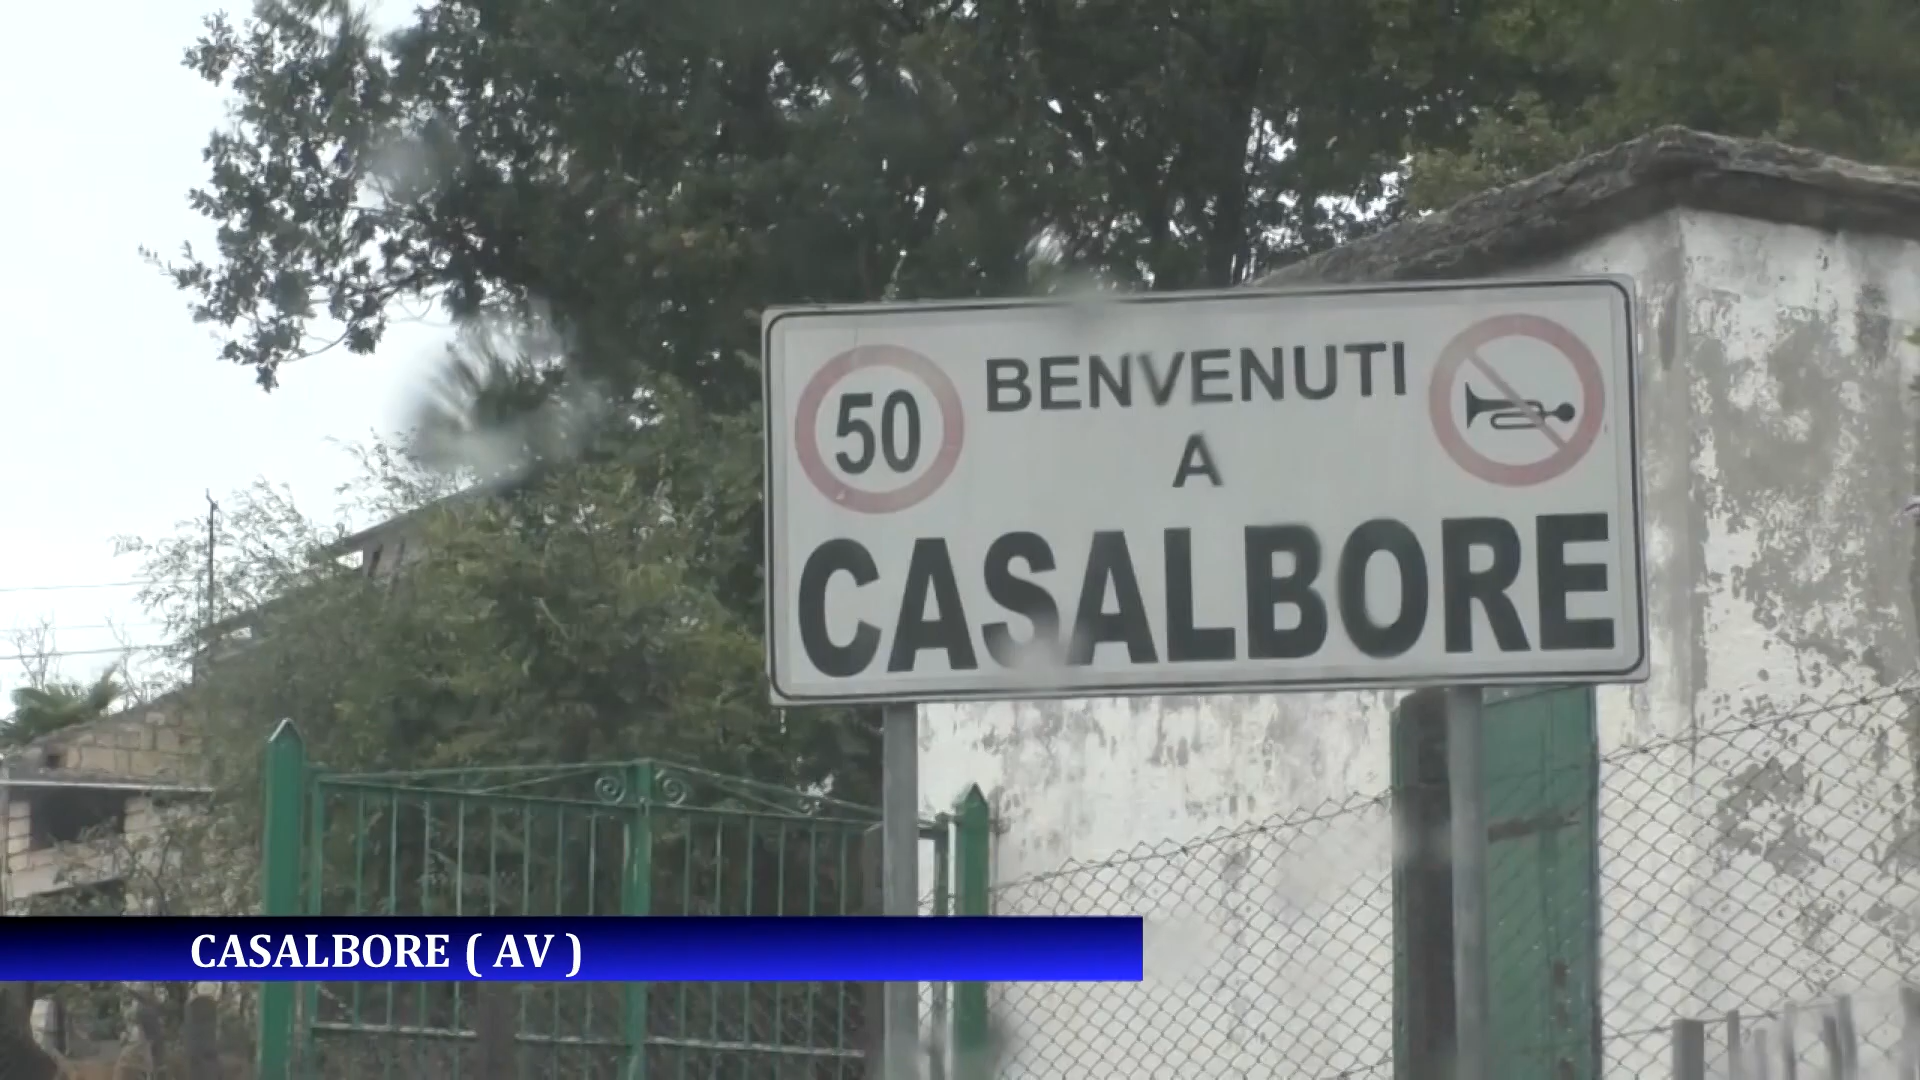 50
BENVENUTI
A
CASALBORE
CASALBORE ( AV )